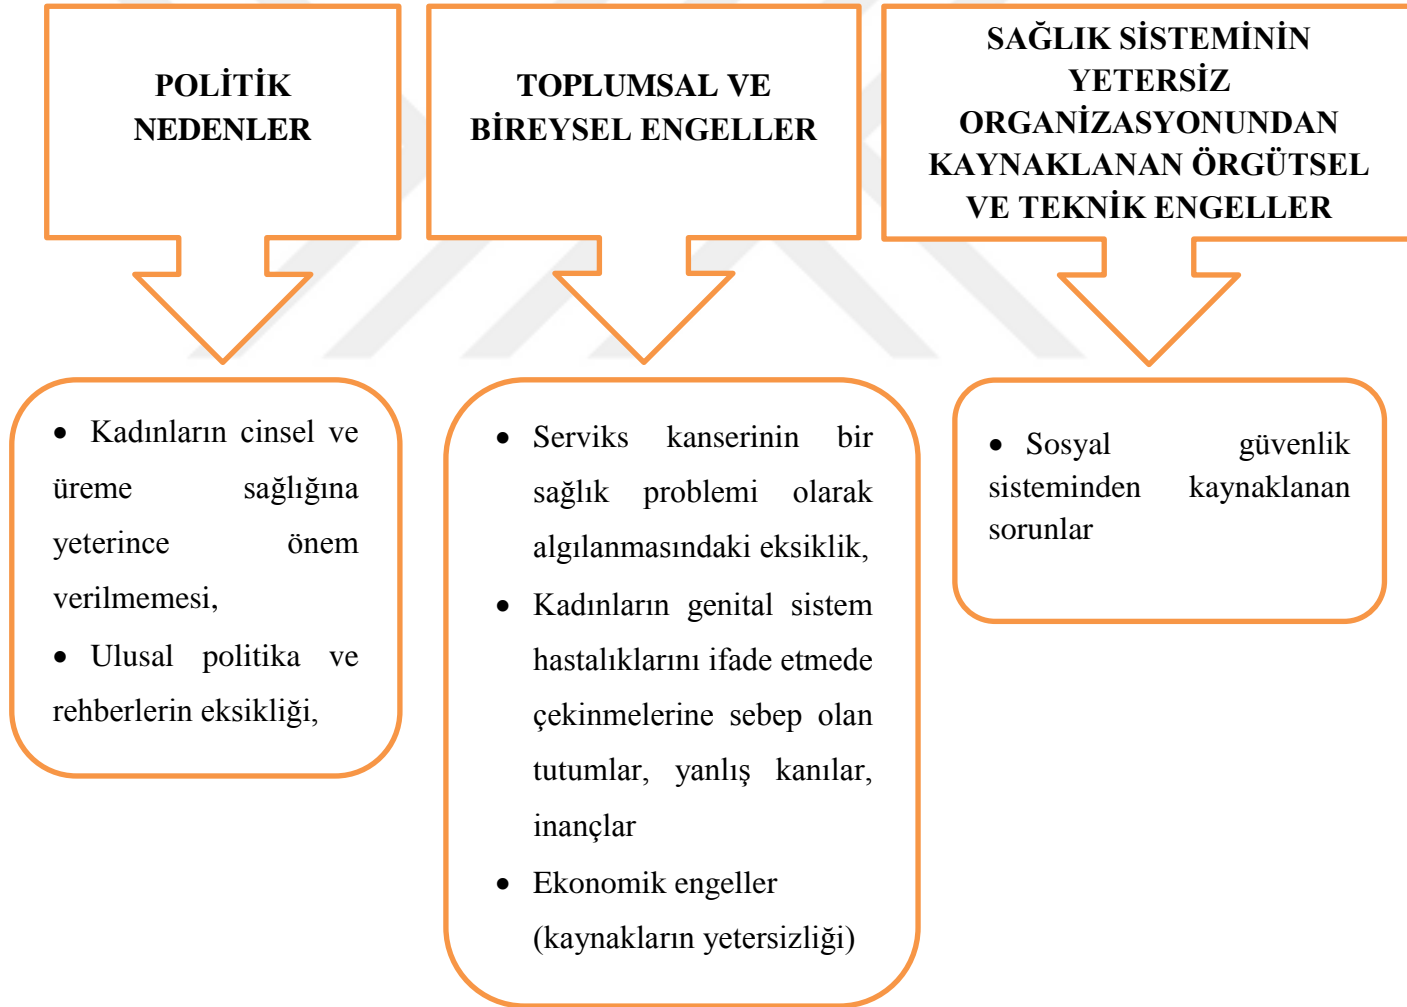 POLİTİK
NEDENLER
TOPLUMSAL VE
BİREYSEL ENGELLER
SAĞLIK SİSTEMİNİN
YETERSİZ
ORGANİZASYONUNDAN
KAYNAKLANAN ÖRGÜTSEL
VE TEKNİK ENGELLER
• Kadınların cinsel ve
üreme sağlığına
yeterince önem
verilmemesi,
• Ulusal politika ve
rehberlerin eksikliği,
• Serviks kanserinin bir
sağlık problemi olarak
algılanmasındaki eksiklik,
• Kadınların genital sistem
hastalıklarını ifade etmede
çekinmelerine sebep olan
tutumlar, yanlış kanılar,
inançlar
• Ekonomik engeller
(kaynakların yetersizliği)
• Sosyal güvenlik
sisteminden kaynaklanan
sorunlar